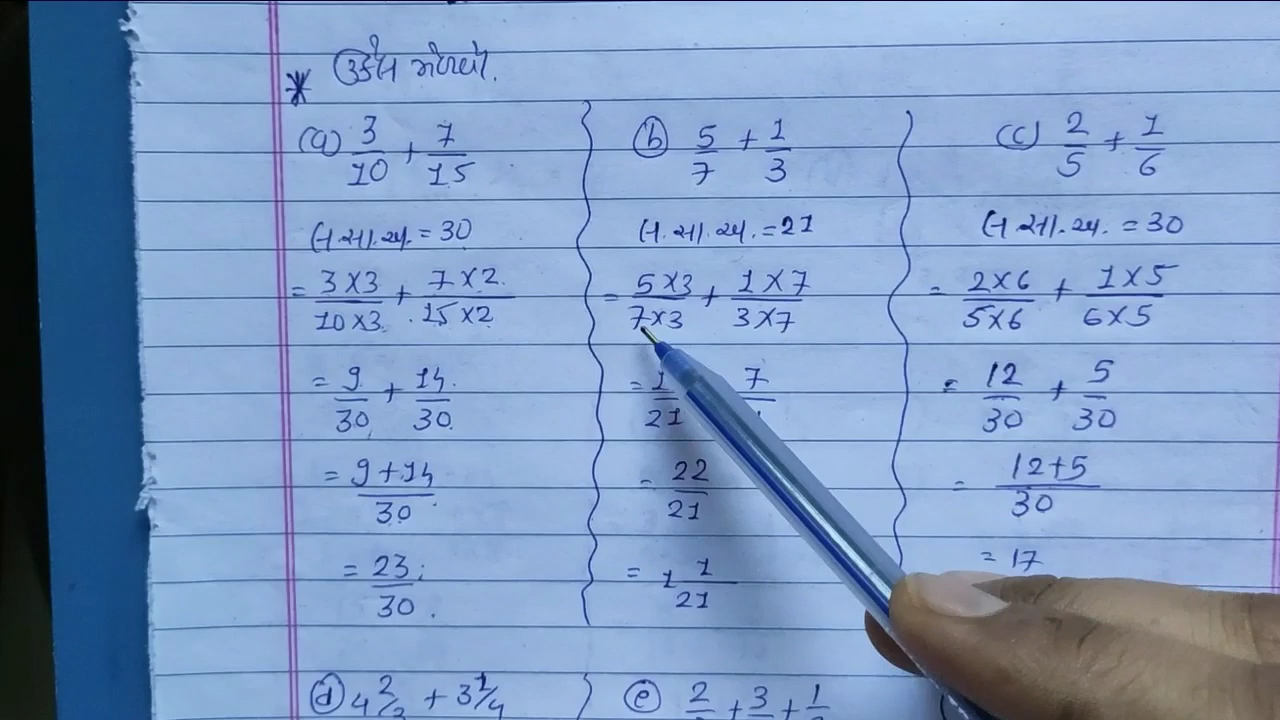 * ઉકેલ મેળવો.
(a) 3/10 + 7/15
લ.સા.અ. = 30
= 3×3/10×3 + 7×2/15×2
= 9/30 + 14/30
= 9+14/30
= 23/30
(b) 5/7 + 1/3
લ.સા.અ. = 21
= 5×3/7×3 + 1×7/3×7
= 21 7
= 22/21
= 1 1/21
(c) 2/5 + 1/6
લ.સા.અ. = 30
= 2×6/5×6 + 1×5/6×5
= 12/30 + 5/30
= 12+5/30
= 17
(d) 4 2/3 + 3 1/4
(e) 2 + 3 + 1